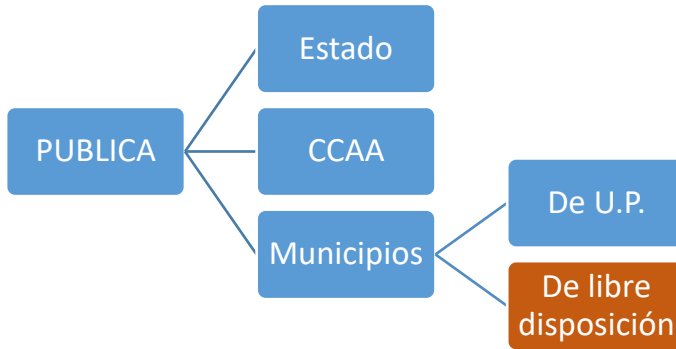 Estado
PUBLICA
CCAA
Municipios
De U.P.
De libre
disposición